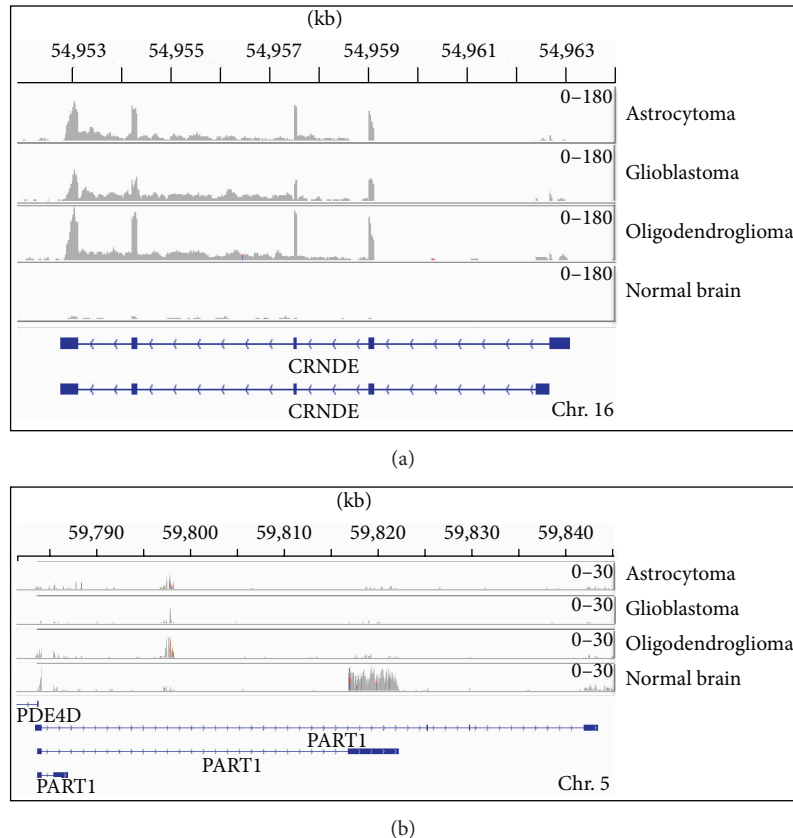 (kb)
54,953 54,955 54,957 54,959 54,961 54,963
0–180 Astrocytoma
0–180 Glioblastoma
0–180 Oligodendroglioma
0–180 Normal brain
CRNDE
CRNDE
Chr. 16
(a)
(kb)
59,790 59,800 59,810 59,820 59,830 59,840
0–30 Astrocytoma
0–30 Glioblastoma
0–30 Oligodendroglioma
0–30 Normal brain
PDE4D
PART1
PART1
PART1 Chr. 5
(b)